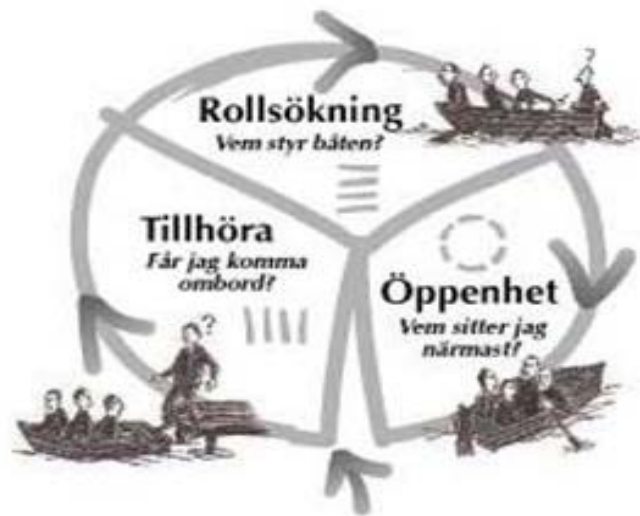 Rollsökning
Vem styr båten?
?
Tillhöra
Får jag komma
ombord?
?
Öppenhet
Vem sitter jag
närmast?